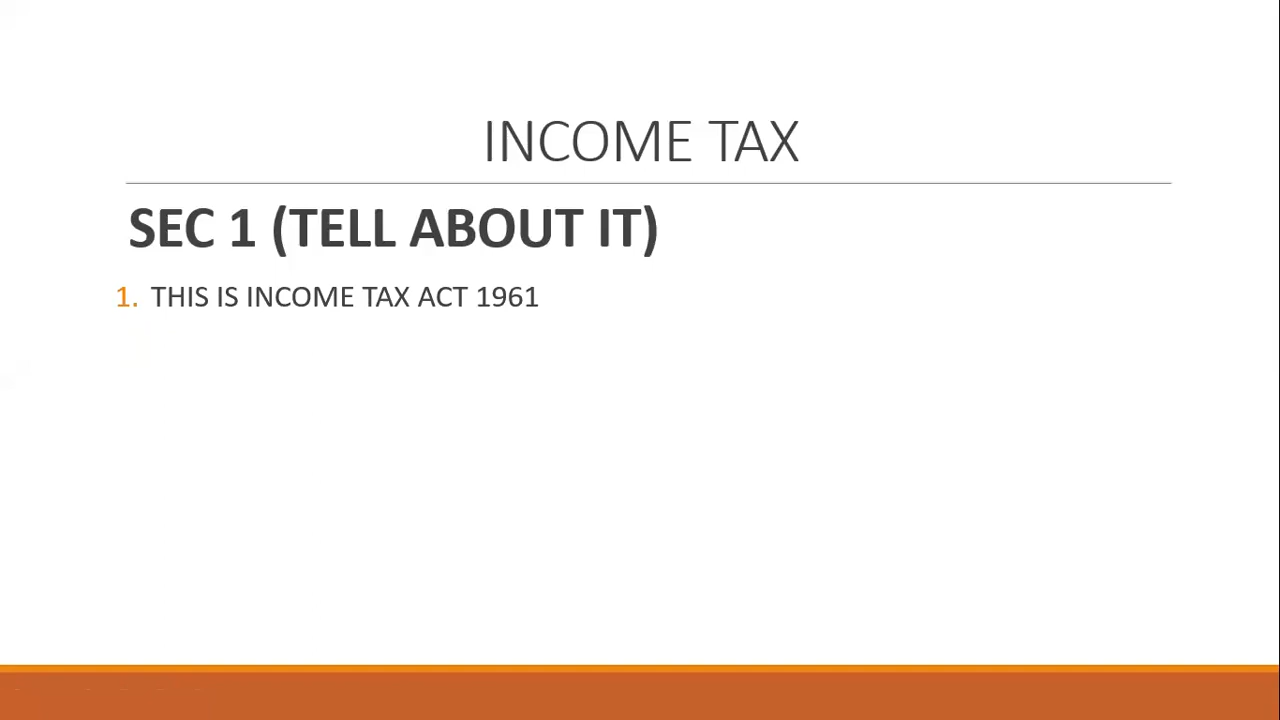 INCOME TAX
SEC 1 (TELL ABOUT IT)
1. THIS IS INCOME TAX ACT 1961